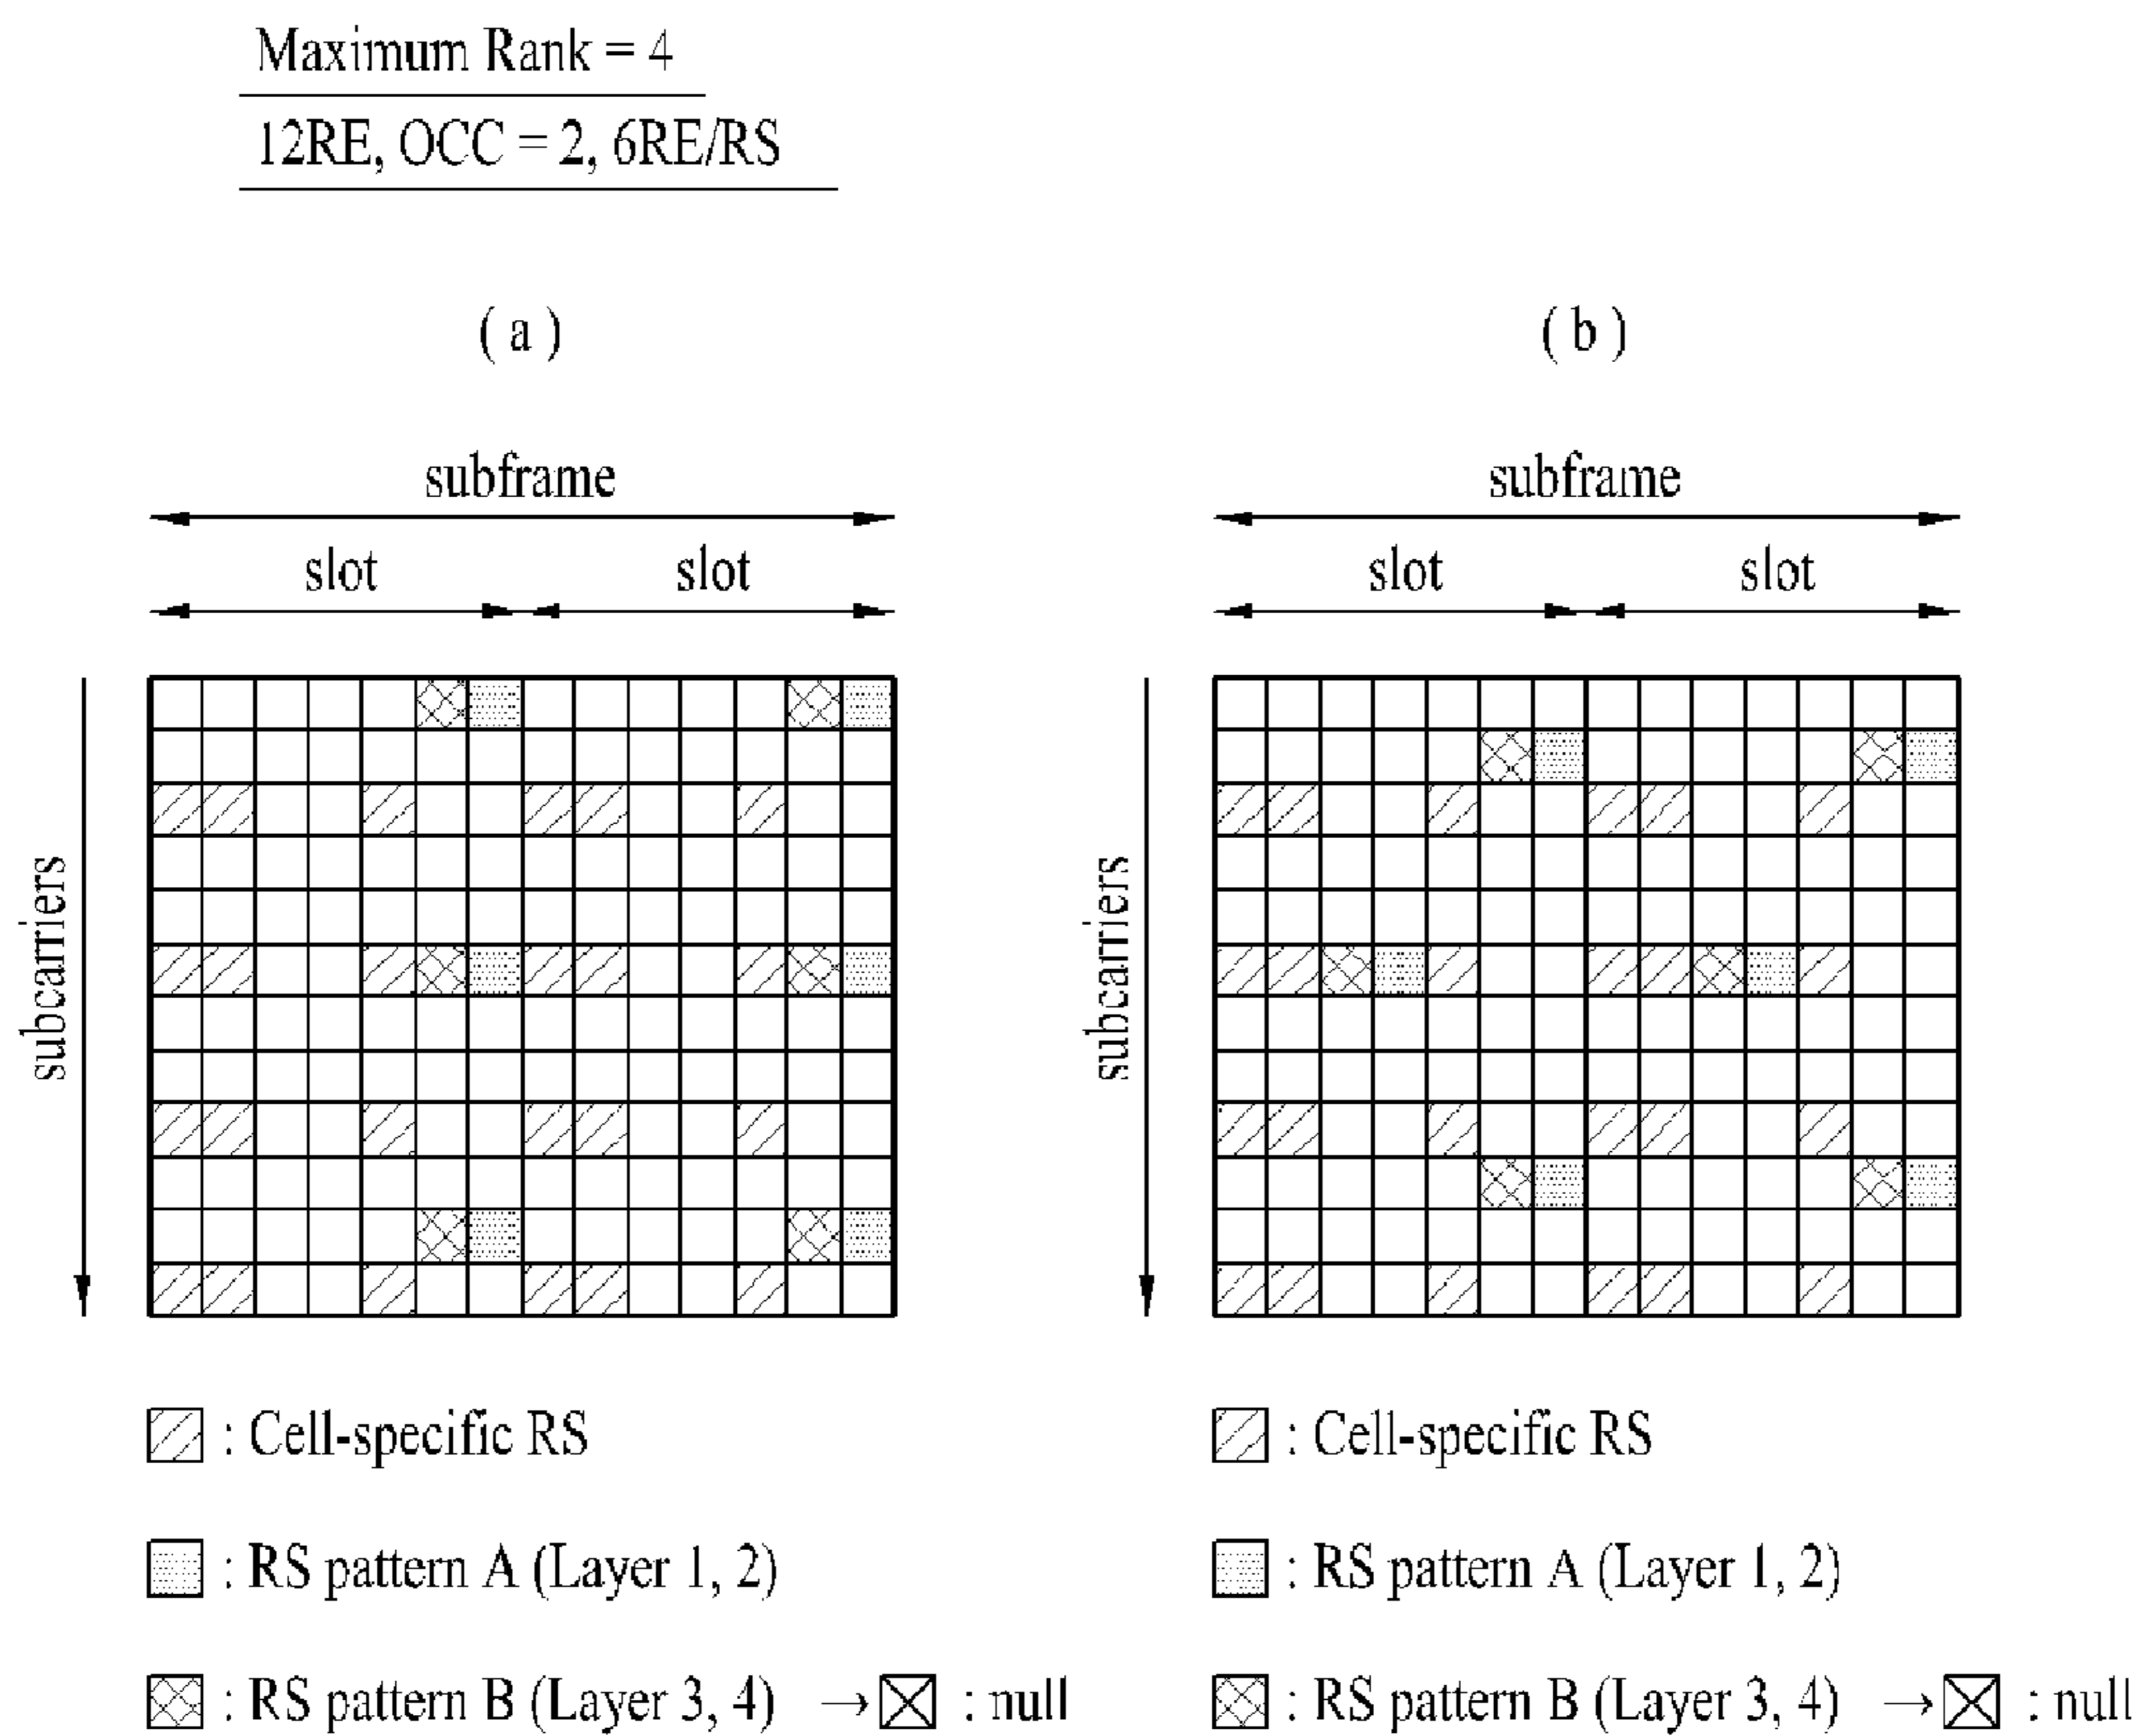 Maximum Rank = 4
12RE, OCC = 2, 6RE/RS
( a )
subframe
slot slot
subcarriers
: Cell-specific RS
: RS pattern A (Layer 1, 2)
: RS pattern B (Layer 3, 4) → : null
( b )
subframe
slot slot
subcarriers
: Cell-specific RS
: RS pattern A (Layer 1, 2)
: RS pattern B (Layer 3, 4) → : null